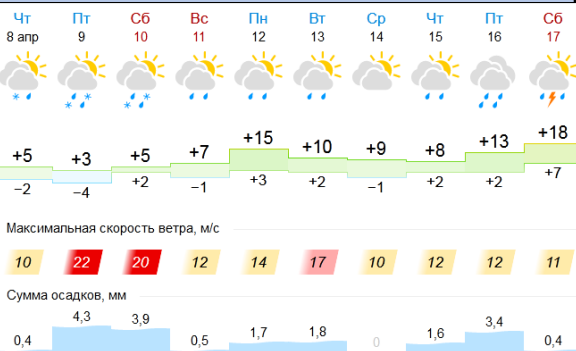 Чт Пт Сб Вс Пн Вт Ср Чт Пт Сб
8 апр 9 10 11 12 13 14 15 16 17
+5 +3 +5 +7 +15 +10 +9 +8 +13 +18
−2 −4 +2 −1 +3 +2 −1 +2 +2 +7
Максимальная скорость ветра, м/с
10 22 20 12 14 17 10 12 12 11
Сумма осадков, мм
0,4 4,3 3,9 0,5 1,7 1,8 0 1,6 3,4 0,4